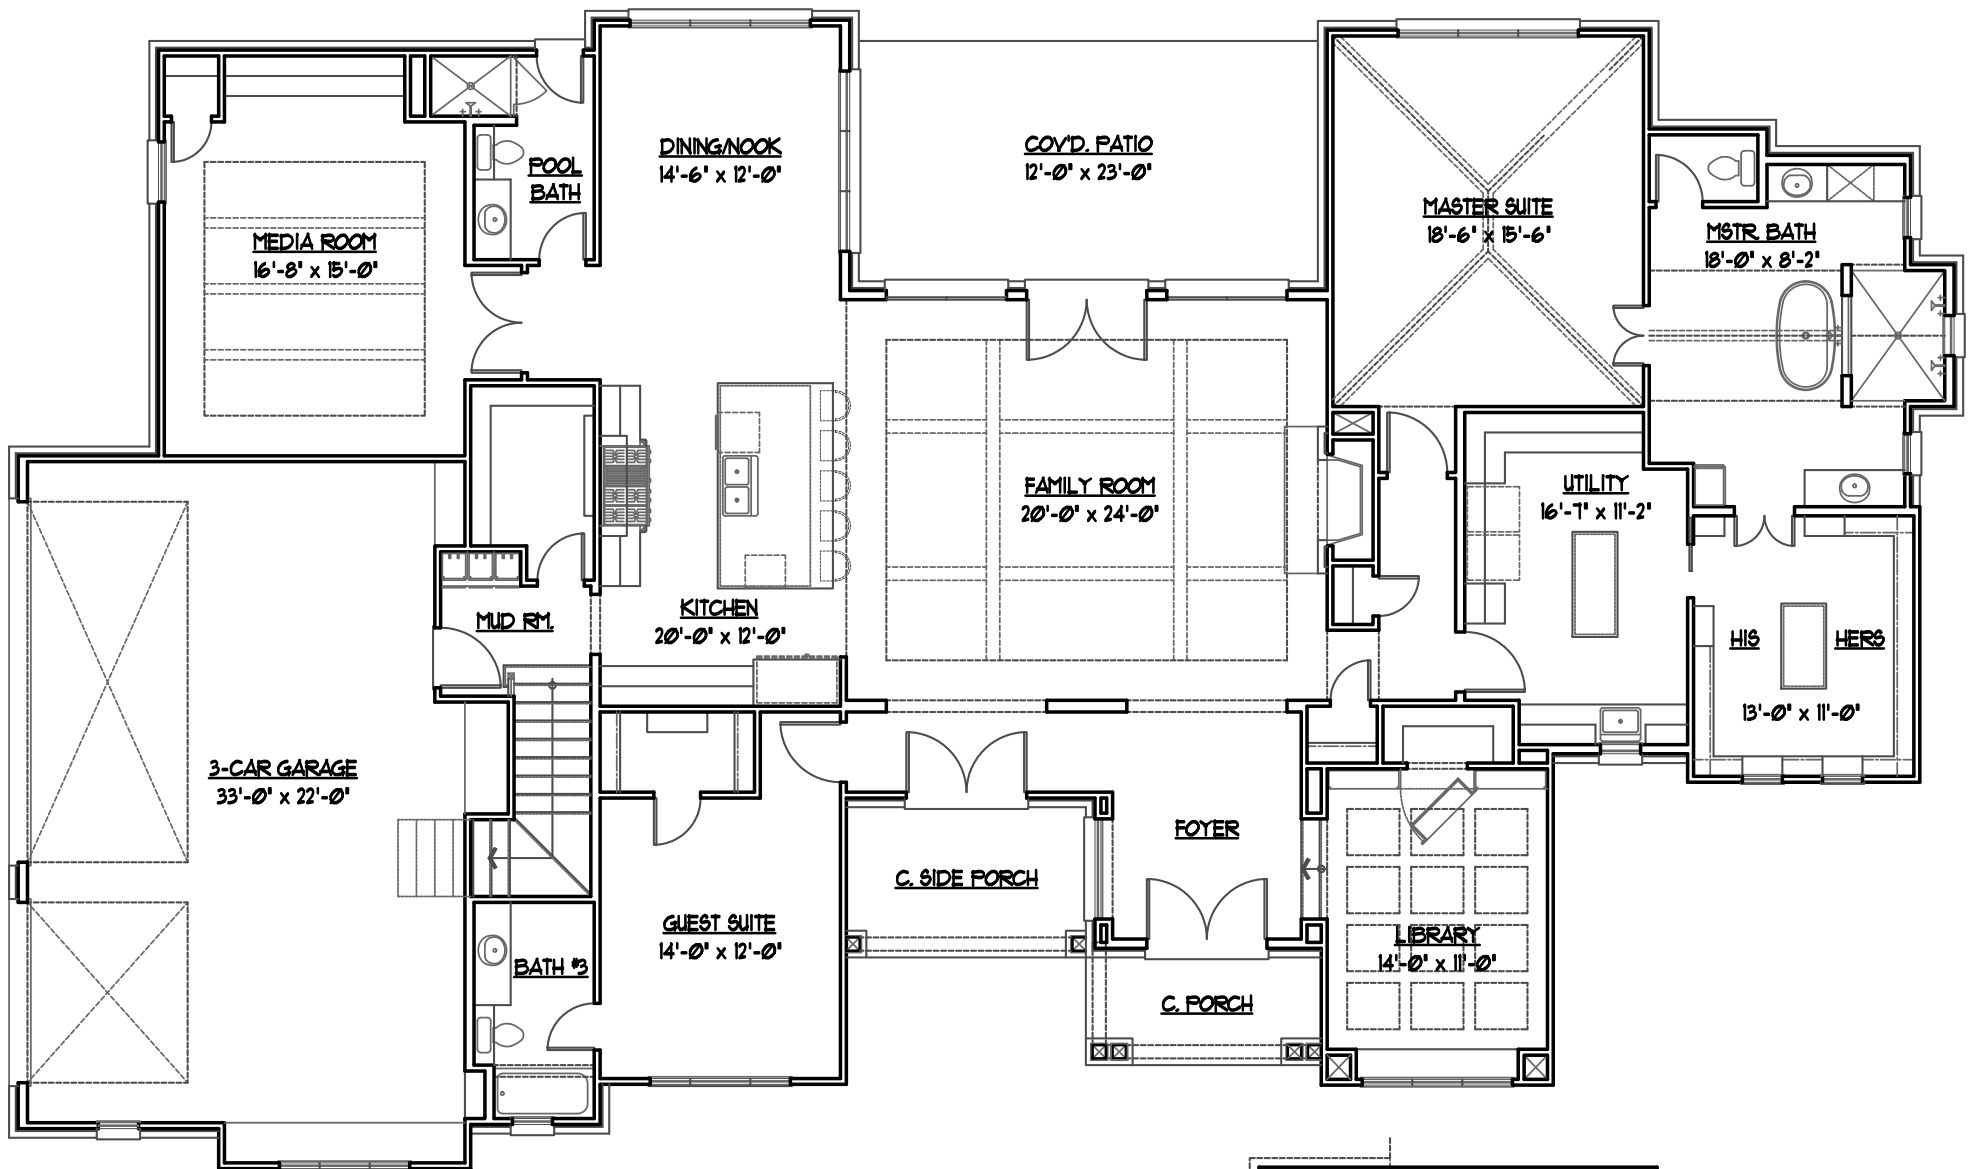 DINING/NOOK
14'-6" x 12'-0"
COV'D. PATIO
12'-0" x 23'-0"
POOL
BATH
MASTER SUITE
18'-6" x 15'-6"
MSTR. BATH
18'-0" x 8'-2"
MEDIA ROOM
16'-8" x 15'-0"
FAMILY ROOM
20'-0" x 24'-0"
UTILITY
16'-7" x 11'-2"
KITCHEN
20'-0" x 12'-0"
MUD RM.
HIS
HERS
13'-0" x 11'-0"
3-CAR GARAGE
33'-0" x 22'-0"
FOYER
C. SIDE PORCH
GUEST SUITE
14'-0" x 12'-0"
LIBRARY
14'-0" x 11'-0"
BATH #3
C. PORCH